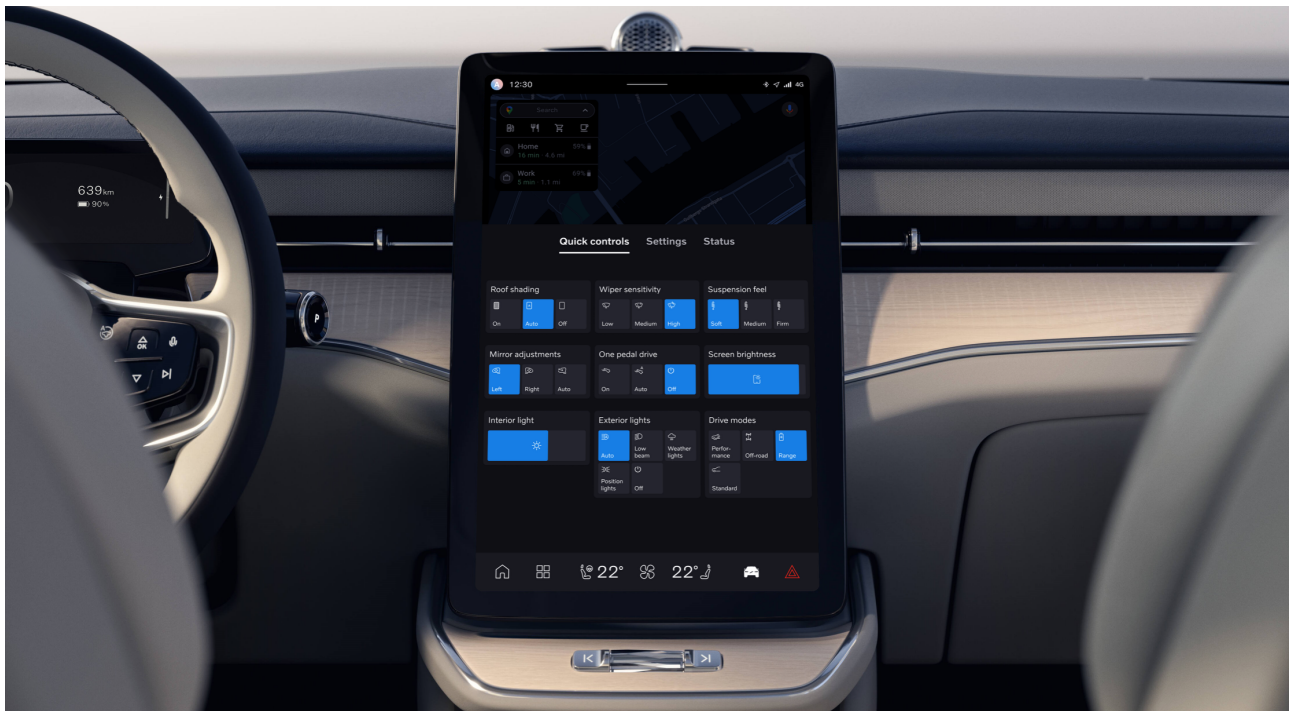 639km
90%
P
OK
12:30
4G
Search
Home
39%
16 min 4.6 mi
Work
69%
5 min 1.1 mi
Quick controls Settings Status
Roof shading
On Auto Off
Wiper sensitivity
Low Medium High
Suspension feel
Soft Medium Firm
Mirror adjustments
Left Right Auto
One pedal drive
On Auto Off
Screen brightness
Interior light
Exterior lights
Auto
Low
beam
Weather
lights
Position
lights
Off
Drive modes
Perfor-
mance
Off-road
Range
Standard
22°
22°